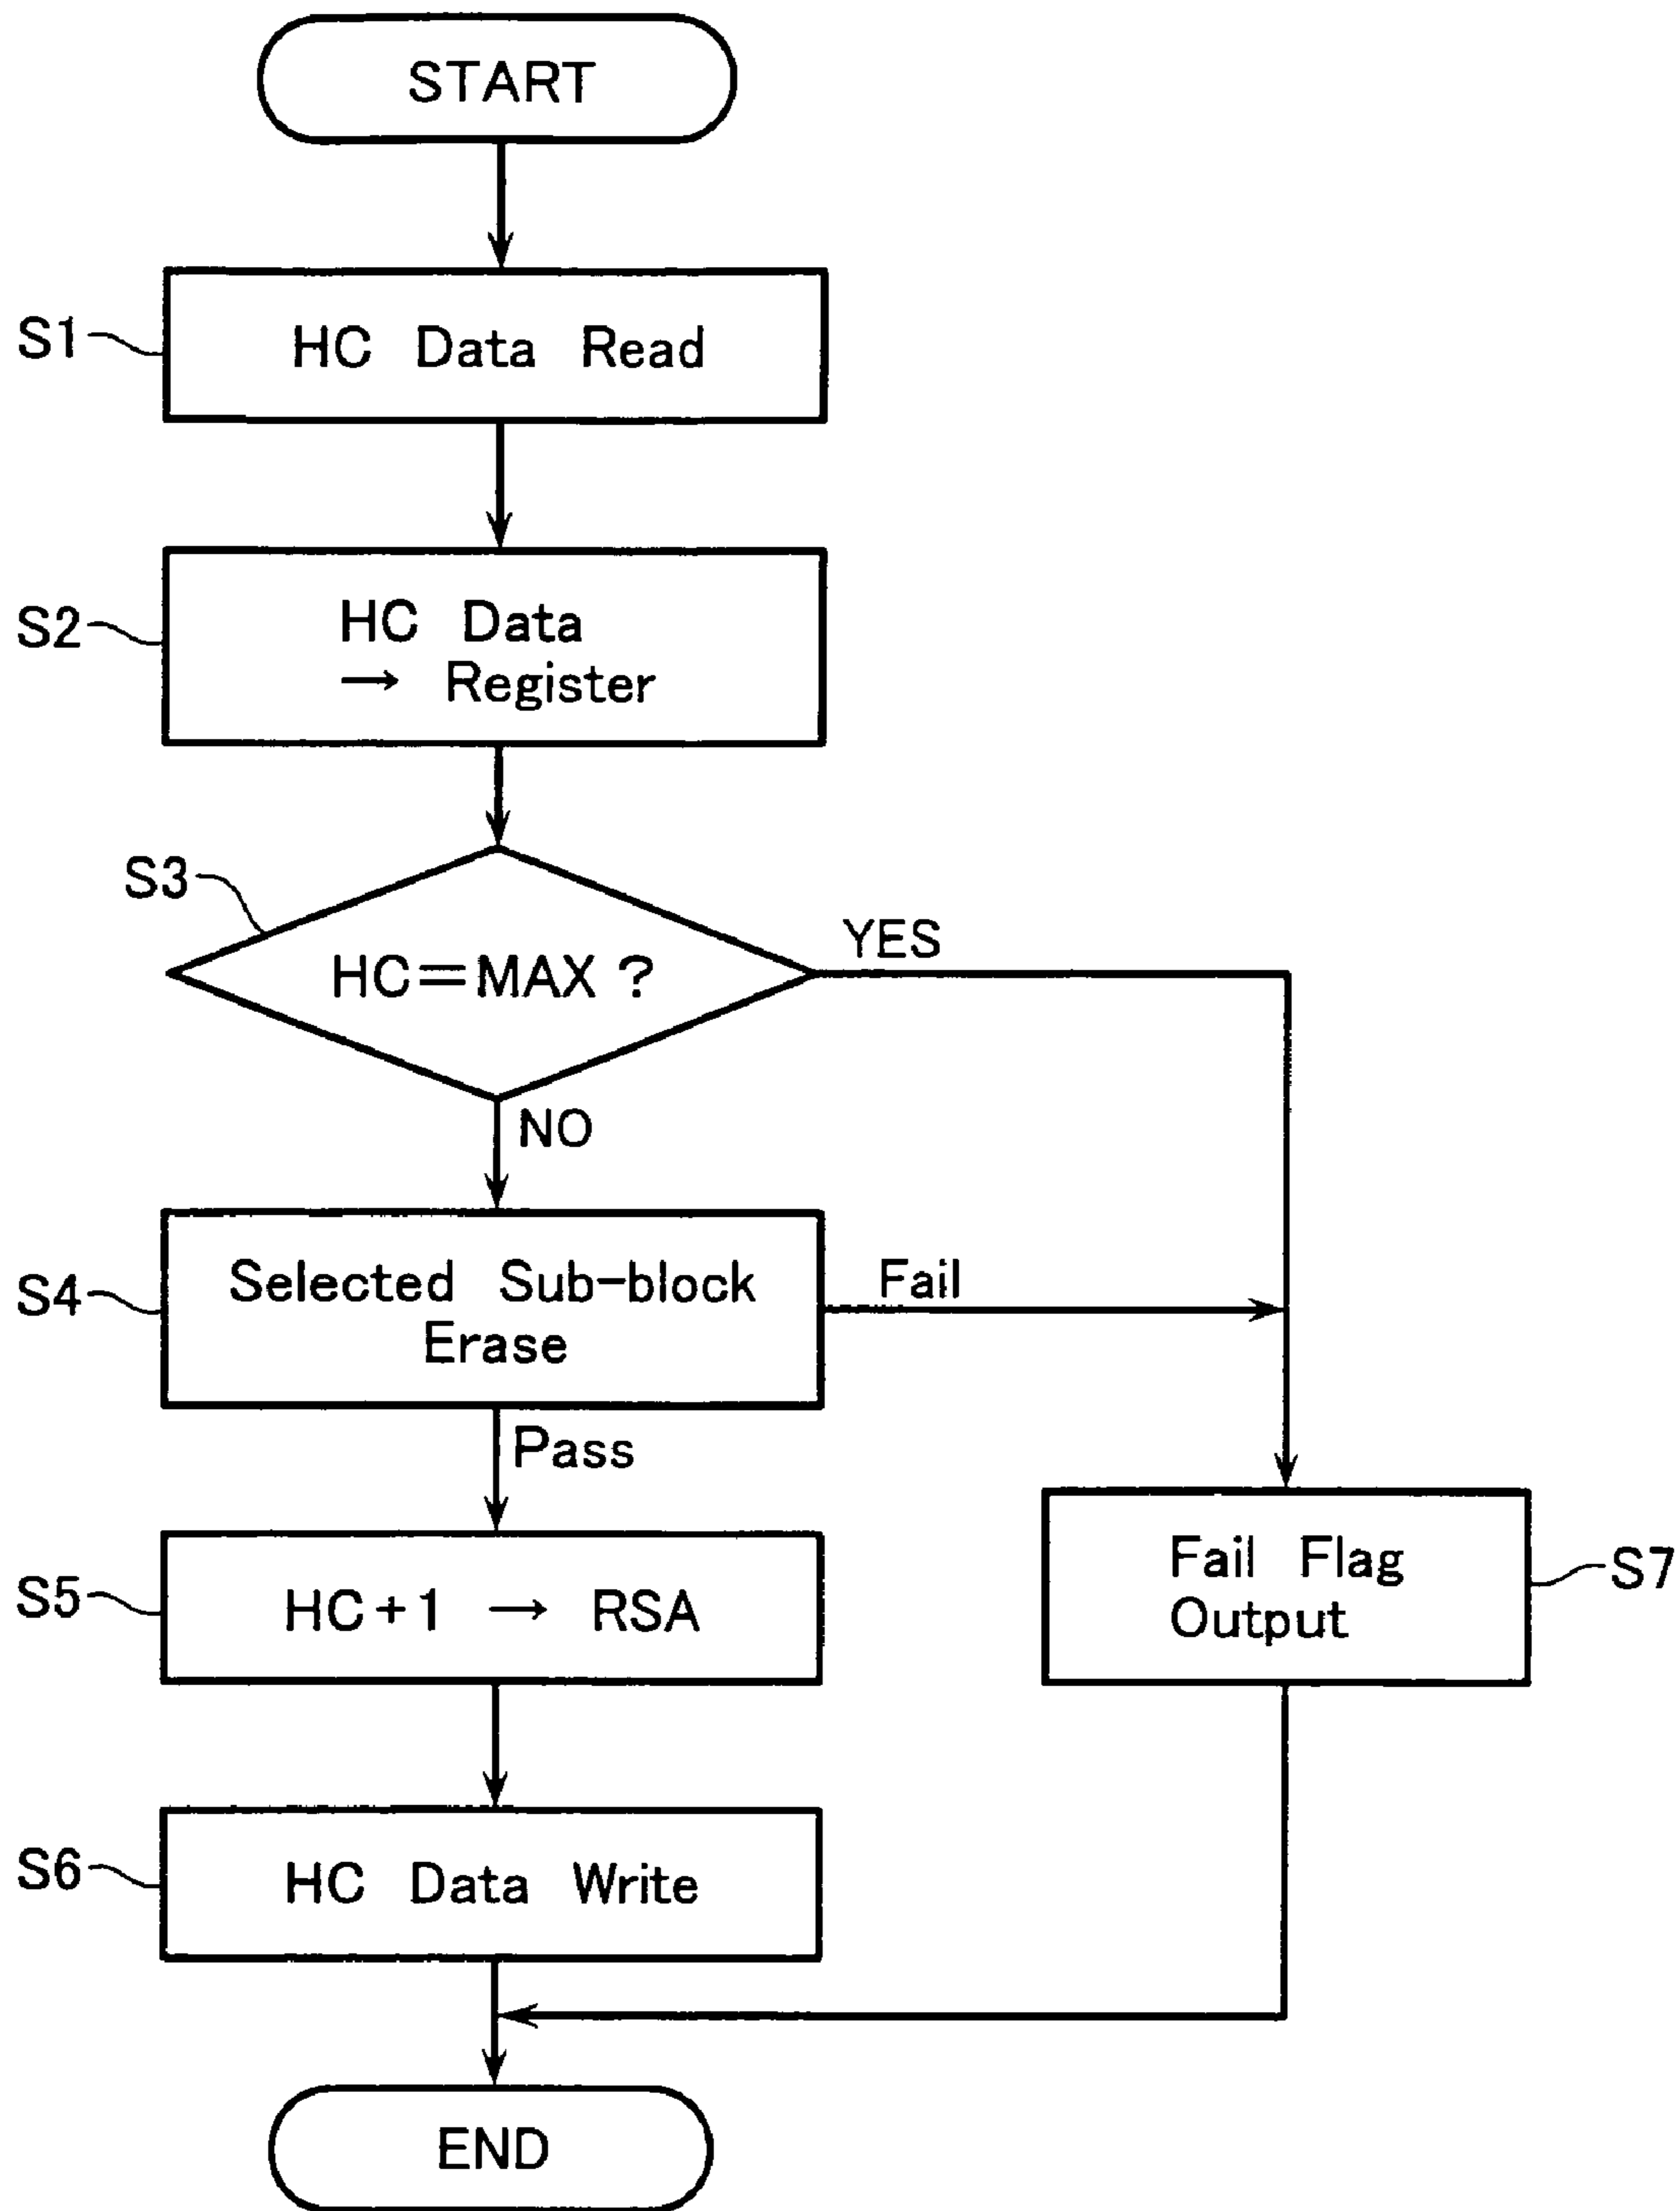 START
S1
HC Data Read
S2
HC Data
→ Register
S3
HC=MAX ?
YES
NO
S4
Selected Sub-block
Erase
Fail
Pass
S5
HC+1 → RSA
Fail Flag
Output
S7
S6
HC Data Write
END